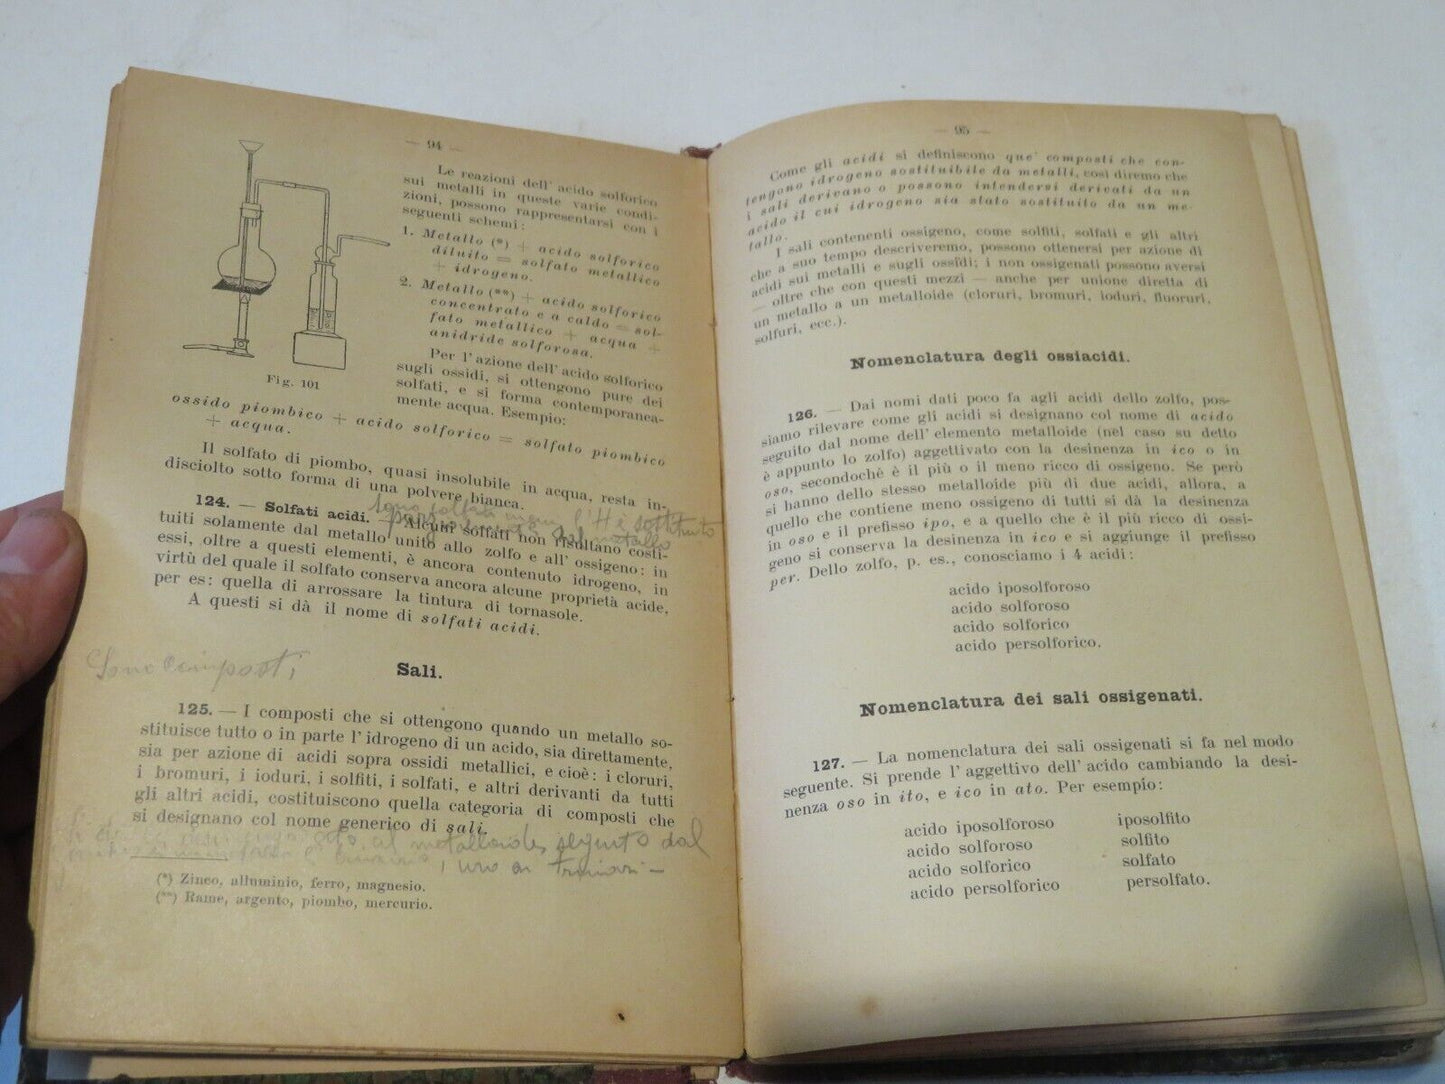 — 94 —
Le reazioni dell' acido solforico
sui metalli in queste varie condi-
zioni, possono rappresentarsi con i
seguenti schemi:
1. Metallo (*) + acido solforico
diluito = solfato metallico
+ idrogeno.
2. Metallo (**) + acido solforico
concentrato e a caldo = sol-
fato metallico + acqua +
anidride solforosa.
Per l' azione dell' acido solforico
sugli ossidi, si ottengono pure dei
solfati, e si forma contemporanea-
mente acqua. Esempio:
Fig. 101
ossido piombico + acido solforico = solfato piombico
+ acqua.
Il solfato di piombo, quasi insolubile in acqua, resta in-
disciolto sotto forma di una polvere bianca.
l'H è sostituito
dal metallo
124. — Solfati acidi. — Alcuni solfati non risultano costi-
tuiti solamente dal metallo unito allo zolfo e all' ossigeno: in
essi, oltre a questi elementi, è ancora contenuto idrogeno, in
virtù del quale il solfato conserva ancora alcune proprietà acide,
per es: quella di arrossare la tintura di tornasole.
A questi si dà il nome di solfati acidi.
Sono composti
Sali.
125. — I composti che si ottengono quando un metallo so-
stituisce tutto o in parte l' idrogeno di un acido, sia direttamente,
sia per azione di acidi sopra ossidi metallici, e cioè: i cloruri,
i bromuri, i ioduri, i solfiti, i solfati, e altri derivanti da tutti
gli altri acidi, costituiscono quella categoria di composti che
si designano col nome generico di sali.
al metalloide seguito dal
(*) Zinco, alluminio, ferro, magnesio.
(**) Rame, argento, piombo, mercurio.
— 95 —
Come gli acidi si definiscono que' composti che con-
tengono idrogeno sostituibile da metalli, così diremo che
i sali derivano o possono intendersi derivati da un
acido il cui idrogeno sia stato sostituito da un me-
tallo.
I sali contenenti ossigeno, come solfiti, solfati e gli altri
che a suo tempo descriveremo, possono ottenersi per azione di
acidi sui metalli e sugli ossidi; i non ossigenati possono aversi
— oltre che con questi mezzi — anche per unione diretta di
un metallo a un metalloide (cloruri, bromuri, ioduri, fluoruri,
solfuri, ecc.).
Nomenclatura degli ossiacidi.
126. — Dai nomi dati poco fa agli acidi dello zolfo, pos-
siamo rilevare come gli acidi si designano col nome di acido
seguito dal nome dell' elemento metalloide (nel caso su detto
è appunto lo zolfo) aggettivato con la desinenza in ico o in
oso, secondochè è il più o il meno ricco di ossigeno. Se però
si hanno dello stesso metalloide più di due acidi, allora, a
quello che contiene meno ossigeno di tutti si dà la desinenza
in oso e il prefisso ipo, e a quello che è il più ricco di ossi-
geno si conserva la desinenza in ico e si aggiunge il prefisso
per. Dello zolfo, p. es., conosciamo i 4 acidi:
acido iposolforoso
acido solforoso
acido solforico
acido persolforico.
Nomenclatura dei sali ossigenati.
127. — La nomenclatura dei sali ossigenati si fa nel modo
seguente. Si prende l' aggettivo dell' acido cambiando la desi-
nenza oso in ito, e ico in ato. Per esempio:
acido iposolforoso iposolfito
acido solforoso solfito
acido solforico solfato
acido persolforico persolfato.